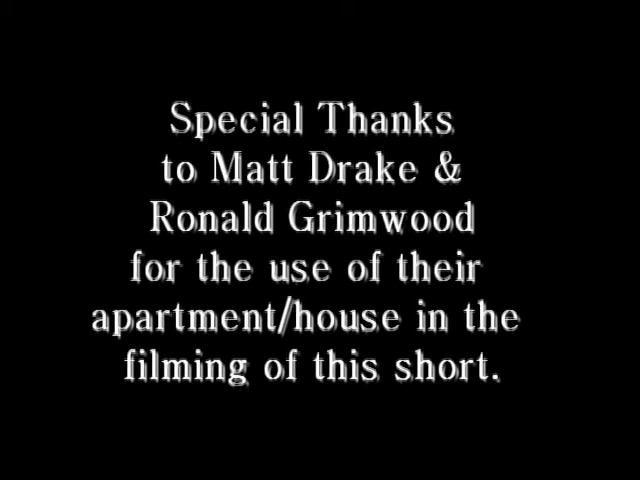 Special Thanks
to Matt Drake &
Ronald Grimwood
for the use of their
apartment/house in the
filming of this short.